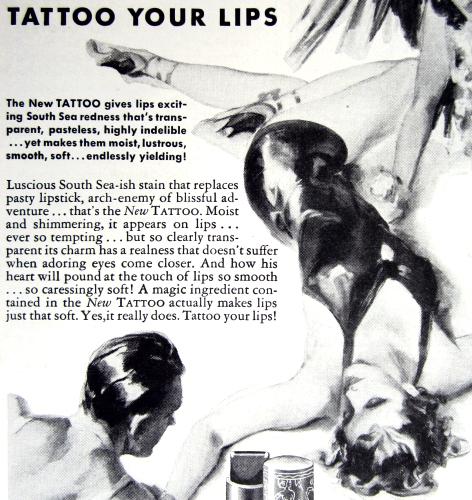 TATTOO YOUR LIPS
The New TATTOO gives lips excit-
ing South Sea redness that's trans-
parent, pasteless, highly indelible
...yet makes them moist, lustrous,
smooth, soft...endlessly yielding!
Luscious South Sea-ish stain that replaces
pasty lipstick, arch-enemy of blissful ad-
venture...that's the New TATTOO. Moist
and shimmering, it appears on lips...
ever so tempting...but so clearly trans-
parent its charm has a realness that doesn't suffer
when adoring eyes come closer. And how his
heart will pound at the touch of lips so smooth
...so caressingly soft! A magic ingredient con-
tained in the New TATTOO actually makes lips
just that soft. Yes, it really does. Tattoo your lips!